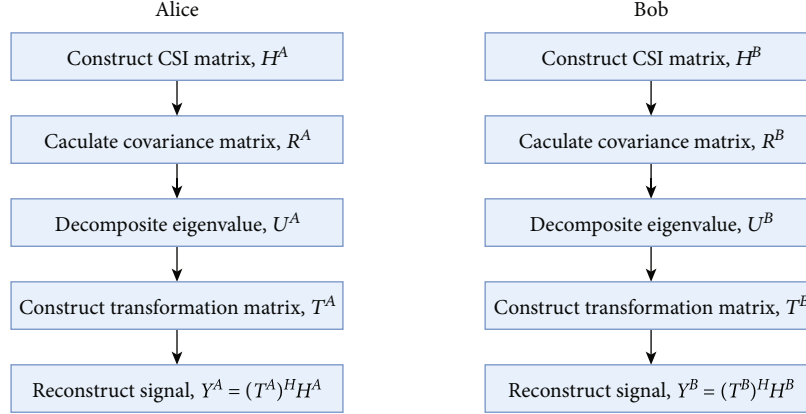 Alice
Construct CSI matrix, H^A
Caculate covariance matrix, R^A
Decomposite eigenvalue, U^A
Construct transformation matrix, T^A
Reconstruct signal, Y^A = (T^A)^H H^A
Bob
Construct CSI matrix, H^B
Caculate covariance matrix, R^B
Decomposite eigenvalue, U^B
Construct transformation matrix, T^B
Reconstruct signal, Y^B = (T^B)^H H^B